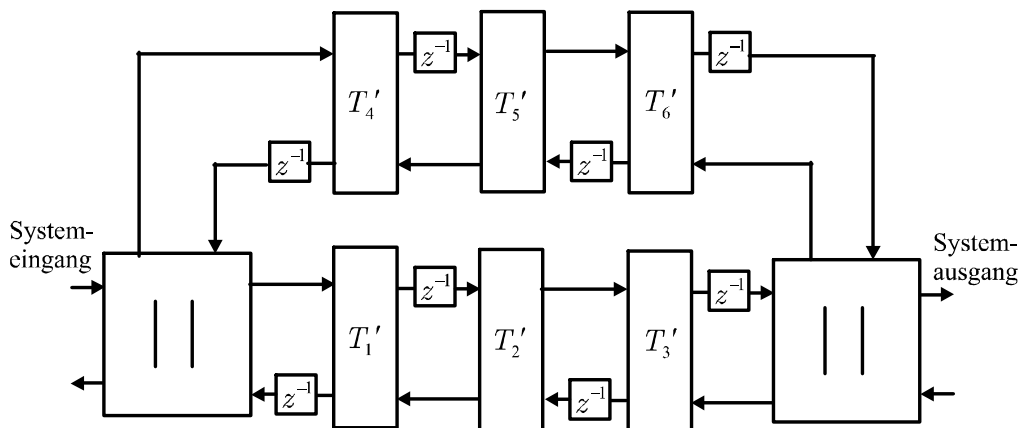 z⁻¹ z⁻¹
T₄′ T₅′ T₆′
z⁻¹ z⁻¹
System-
eingang
System-
ausgang
z⁻¹ z⁻¹
T₁′ T₂′ T₃′
z⁻¹ z⁻¹